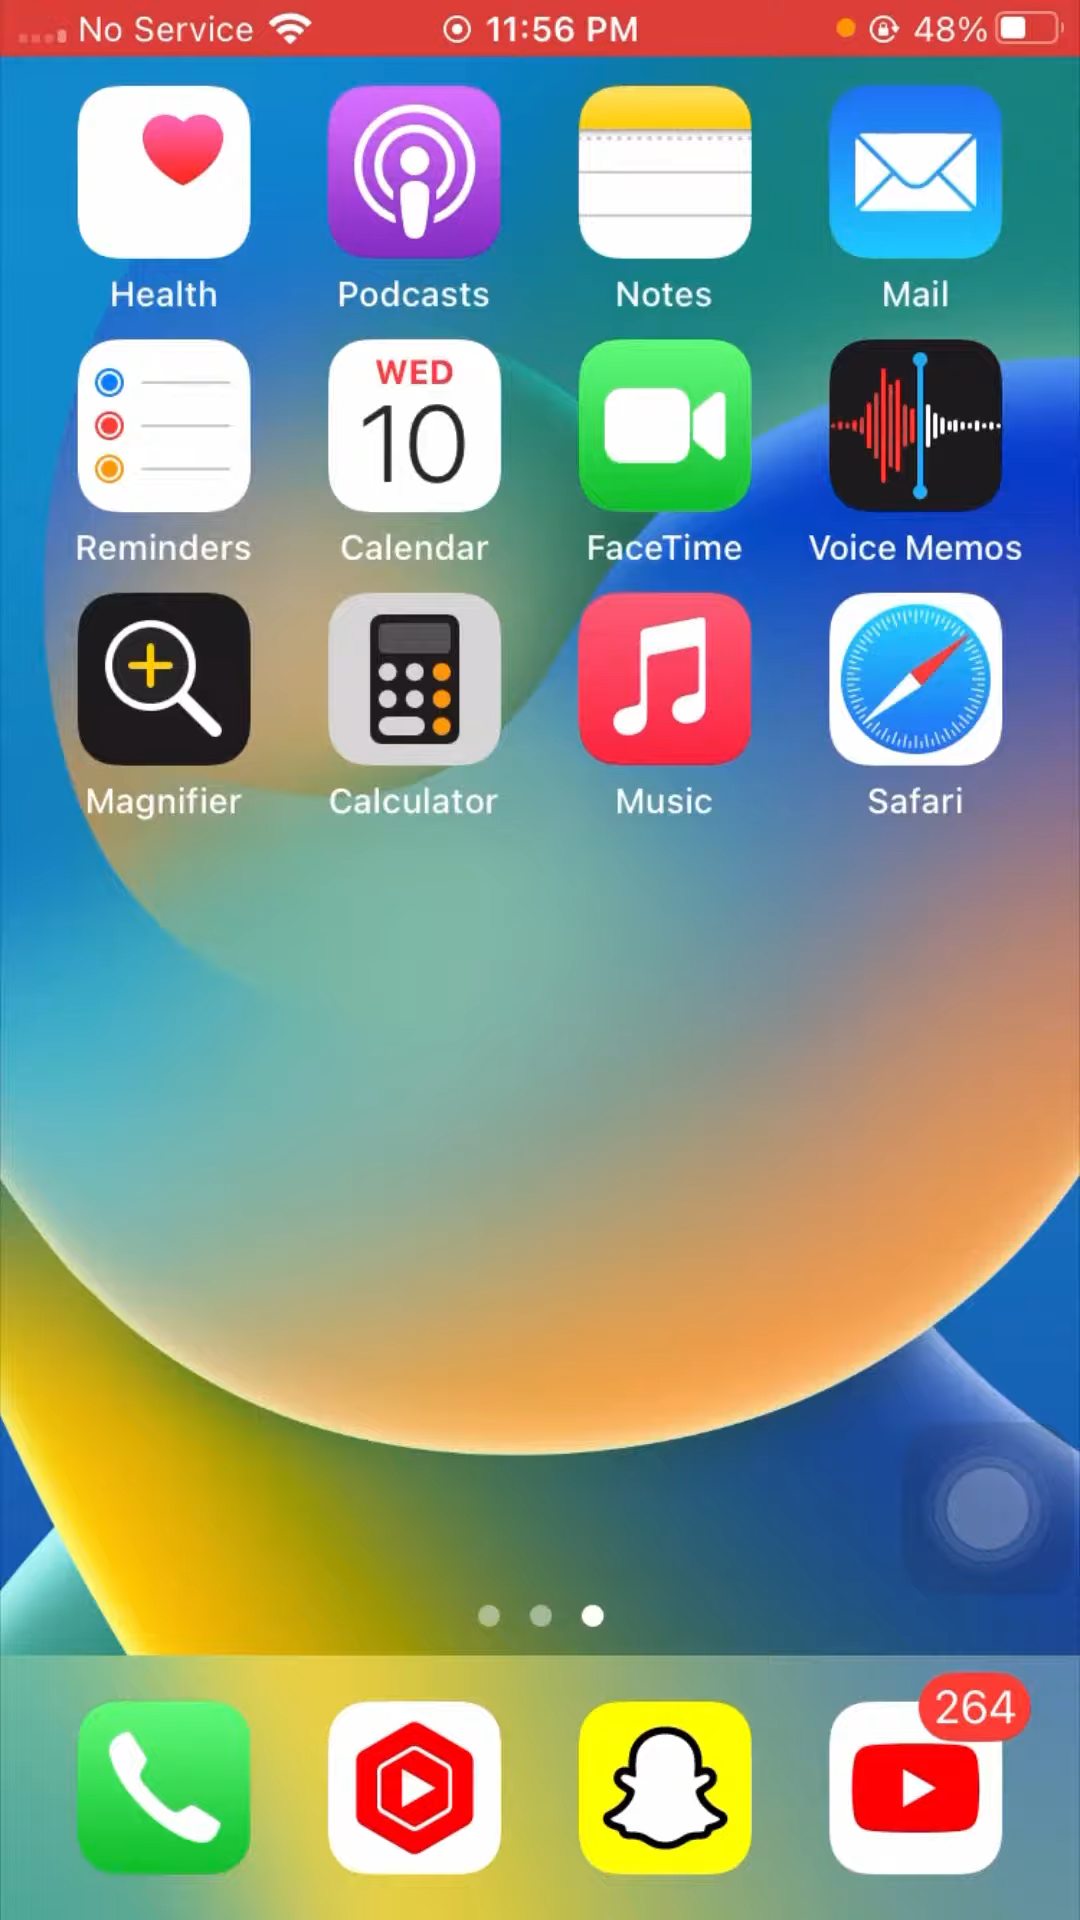 No Service 11:56 PM 48%
Health Podcasts Notes Mail
WED
10
Reminders Calendar FaceTime Voice Memos
Magnifier Calculator Music Safari
264